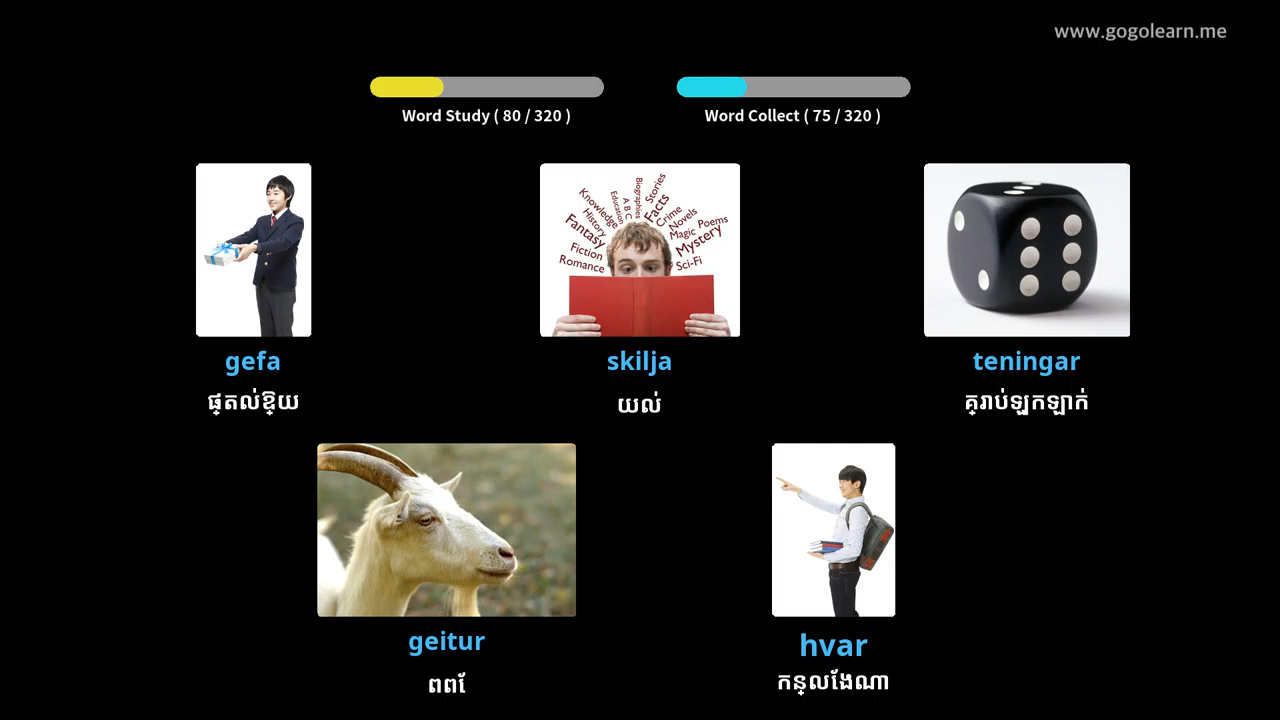 www.gogolearn.me
Word Study ( 80 / 320 )
Word Collect ( 75 / 320 )
Knowledge
History
Fantasy
Fiction
Romance
Education
A B C
Biographies
Stories
Facts
Crime
Novels
Magic
Poems
Mystery
Sci-Fi
gefa
ផ្តល់ឱ្យ
skilja
យល់
teningar
គ្រាប់ឡុកឡាក់
geitur
ពពែ
hvar
កន្លែងណា